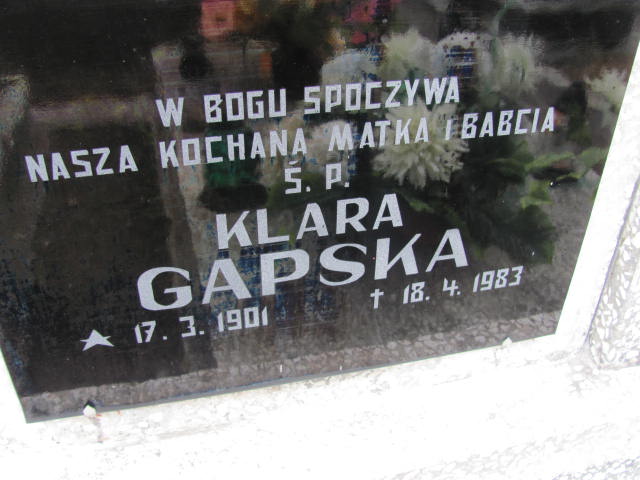 W BOGU SPOCZYWA
NASZA KOCHANA MATKA I BABCIA
Ś. P.
KLARA
GAPSKA
17. 3. 1901 † 18. 4. 1983